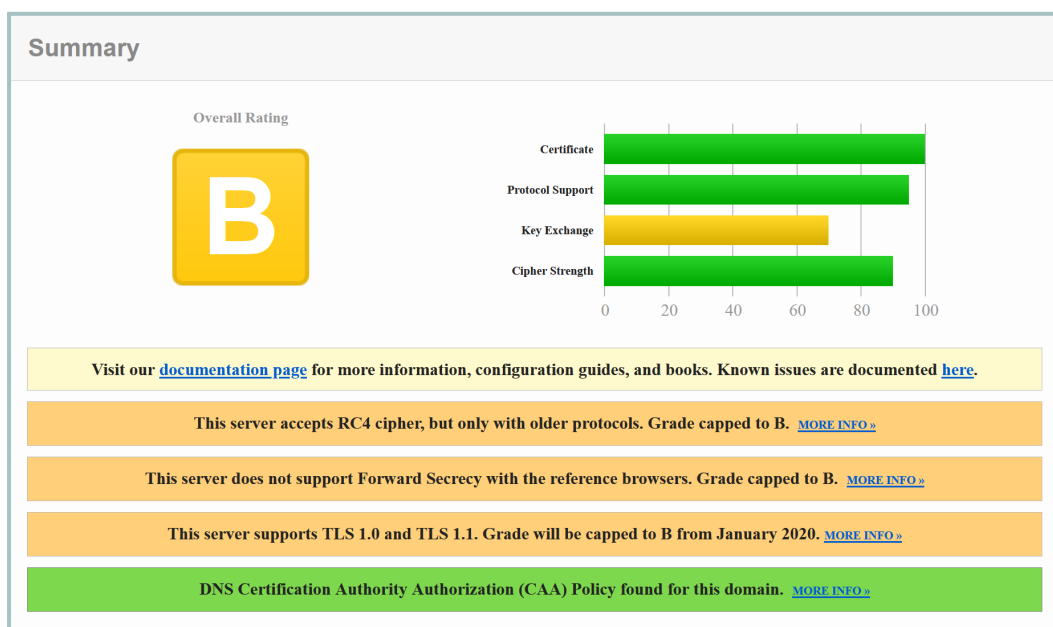 Summary
Overall Rating
B
Certificate
Protocol Support
Key Exchange
Cipher Strength
0 20 40 60 80 100
Visit our documentation page for more information, configuration guides, and books. Known issues are documented here.
This server accepts RC4 cipher, but only with older protocols. Grade capped to B. MORE INFO »
This server does not support Forward Secrecy with the reference browsers. Grade capped to B. MORE INFO »
This server supports TLS 1.0 and TLS 1.1. Grade will be capped to B from January 2020. MORE INFO »
DNS Certification Authority Authorization (CAA) Policy found for this domain. MORE INFO »